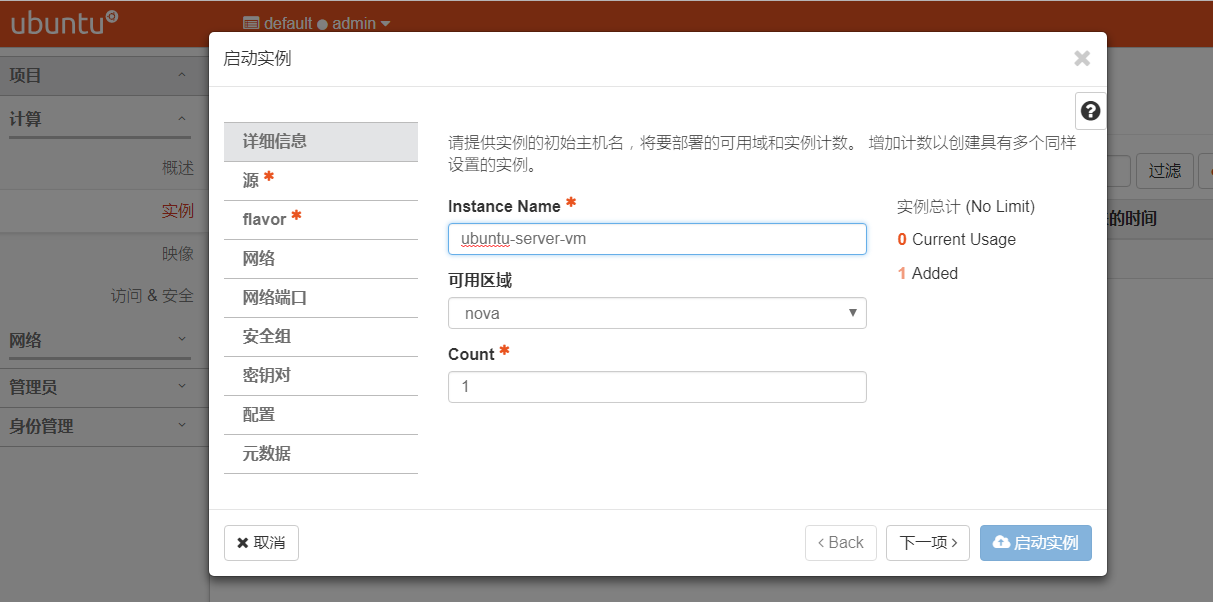 ubuntu
default admin
启动实例
项目
计算
概述
实例
映像
访问 & 安全
网络
管理员
身份管理
详细信息
源 *
flavor *
网络
网络端口
安全组
密钥对
配置
元数据
请提供实例的初始主机名，将要部署的可用域和实例计数。 增加计数以创建具有多个同样
设置的实例。
Instance Name *
ubuntu-server-vm
可用区域
nova
Count *
1
实例总计 (No Limit)
0 Current Usage
1 Added
过滤
的时间
取消
Back
下一项
启动实例